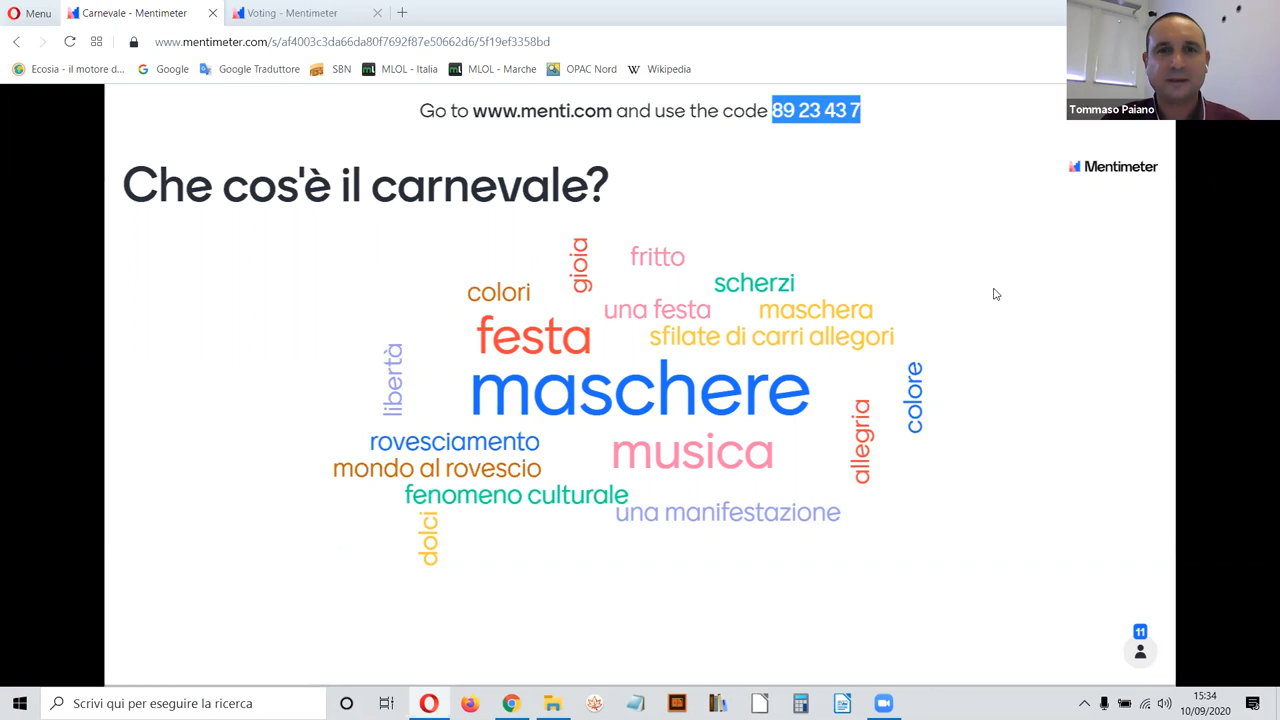 Menu
Carnevale - Mentimeter
Voting - Mentimeter
www.mentimeter.com/s/af4003c3da66da80f7692f87e50662d6/5f19ef3358bd
Ecosia - il motore d...
Google
Google Traduttore
SBN
MLOL - Italia
MLOL - Marche
OPAC Nord
Wikipedia
Tommaso Paiano
Go to www.menti.com and use the code 89 23 43 7
Mentimeter
Che cos'è il carnevale?
gioia
fritto
scherzi
colori
una festa
maschera
festa
sfilate di carri allegori
libertà
maschere
colore
allegria
rovesciamento
musica
mondo al rovescio
fenomeno culturale
una manifestazione
dolci
11
Scrivi qui per eseguire la ricerca
15:34
10/09/2020